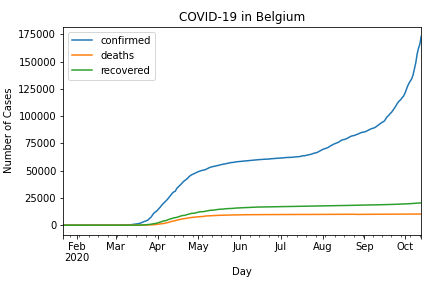 COVID-19 in Belgium
confirmed
deaths
recovered
Number of Cases
175000
150000
125000
100000
75000
50000
25000
0
Feb Mar Apr May Jun Jul Aug Sep Oct
2020
Day